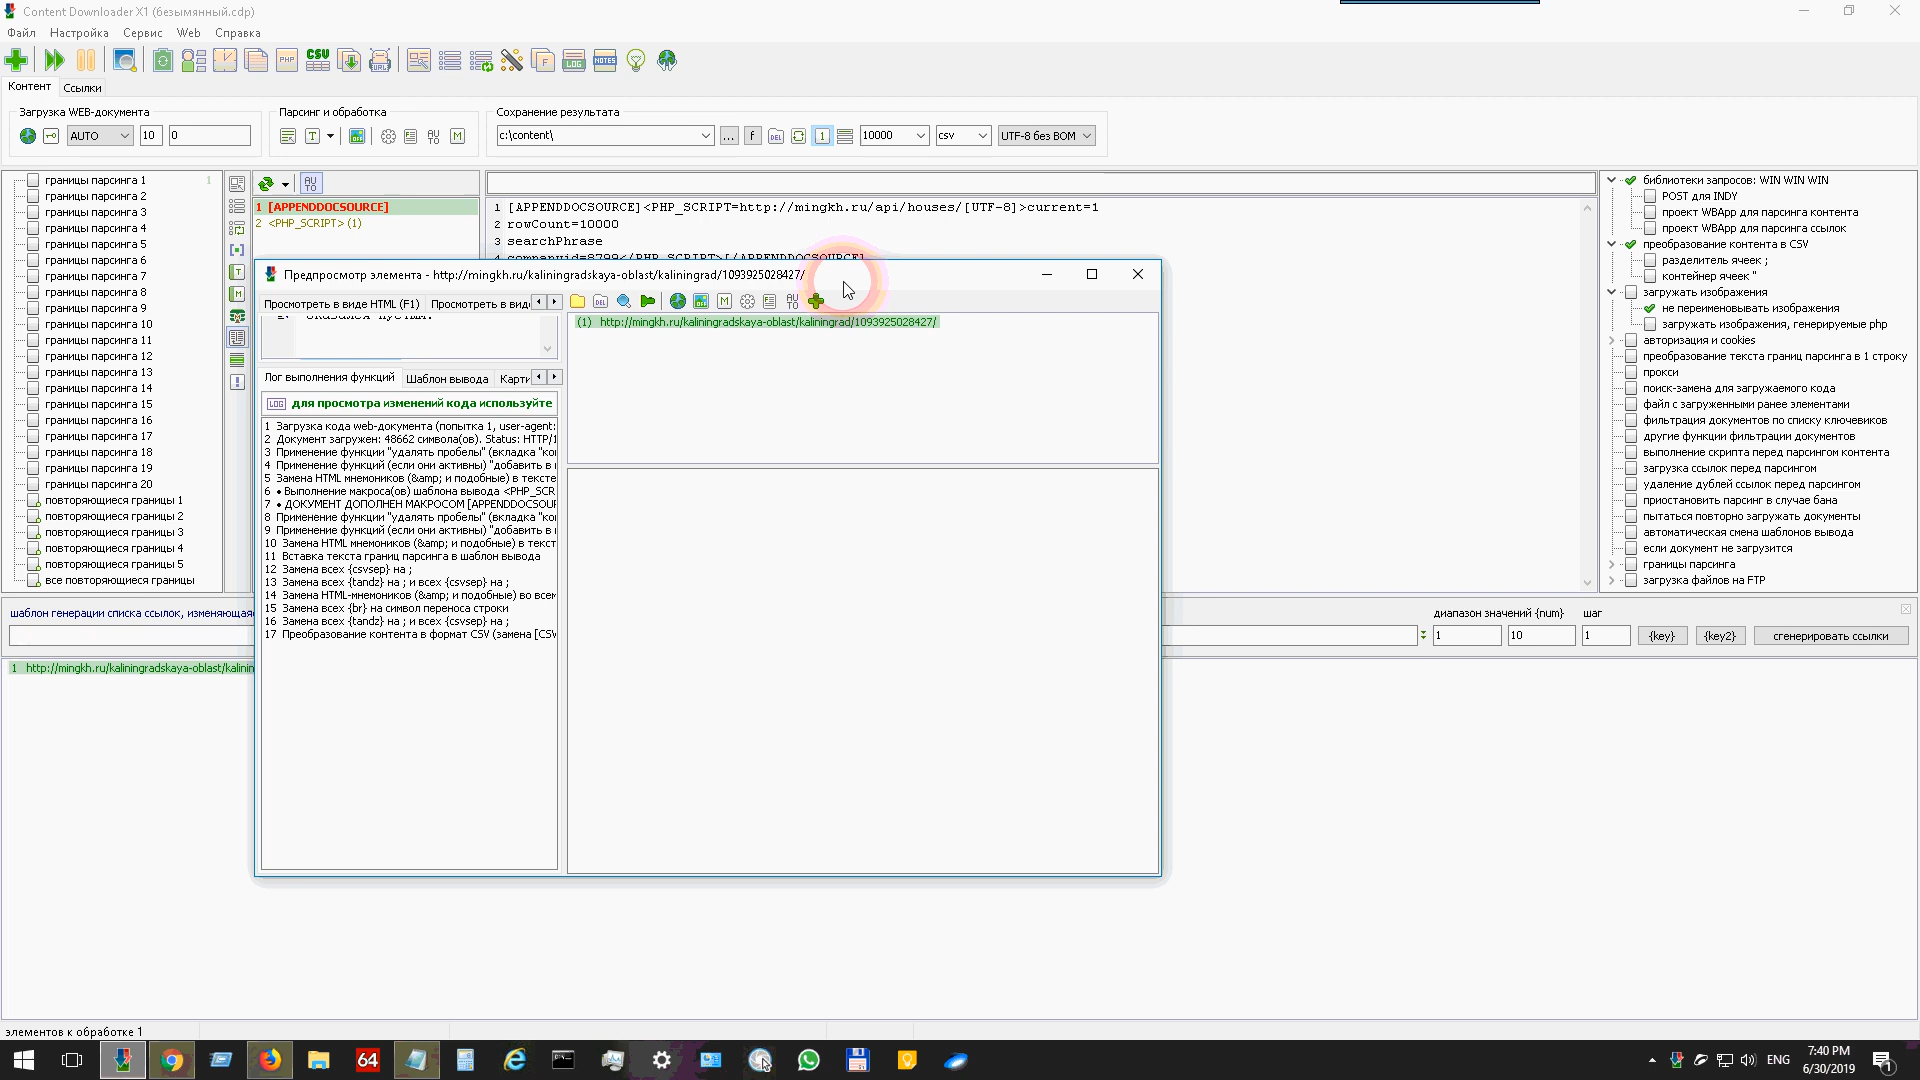 Content Downloader X1 (безымянный.cdp)
Файл Настройка Сервис Web Справка
Контент Ссылки
Загрузка WEB-документа
AUTO 10 0
Парсинг и обработка
Сохранение результата
c:\content\ ... f 1 10000 csv UTF-8 без BOM
границы парсинга 1 1
границы парсинга 2
границы парсинга 3
границы парсинга 4
границы парсинга 5
границы парсинга 6
границы парсинга 7
границы парсинга 8
границы парсинга 9
границы парсинга 10
границы парсинга 11
границы парсинга 12
границы парсинга 13
границы парсинга 14
границы парсинга 15
границы парсинга 16
границы парсинга 17
границы парсинга 18
границы парсинга 19
границы парсинга 20
повторяющиеся границы 1
повторяющиеся границы 2
повторяющиеся границы 3
повторяющиеся границы 4
повторяющиеся границы 5
все повторяющиеся границы
1 [APPENDDOCSOURCE]
2 <PHP_SCRIPT> (1)
1 [APPENDDOCSOURCE]<PHP_SCRIPT=http://mingkh.ru/api/houses/[UTF-8]>current=1
2 rowCount=10000
3 searchPhrase
4 companyid=8799</PHP_SCRIPT>[/APPENDDOCSOURCE]
Предпросмотр элемента - http://mingkh.ru/kaliningradskaya-oblast/kaliningrad/1093925028427/
Просмотреть в виде HTML (F1) Просмотреть в вид
оказался пустым.
(1) http://mingkh.ru/kaliningradskaya-oblast/kaliningrad/1093925028427/
Лог выполнения функций Шаблон вывода Карти
LOG для просмотра изменений кода используйте
1 Загрузка кода web-документа (попытка 1, user-agent:
2 Документ загружен: 48662 символа(ов). Status: HTTP/1
3 Применение функции "удалять пробелы" (вкладка "ко
4 Применение функций (если они активны) "добавить в
5 Замена HTML мнемоников (&amp; и подобные) в тексте
6 • Выполнение макроса(ов) шаблона вывода <PHP_SCR
7 • ДОКУМЕНТ ДОПОЛНЕН МАКРОСОМ [APPENDDOCSOUR
8 Применение функции "удалять пробелы" (вкладка "ко
9 Применение функций (если они активны) "добавить в
10 Замена HTML мнемоников (&amp; и подобные) в текст
11 Вставка текста границ парсинга в шаблон вывода
12 Замена всех {csvsep} на ;
13 Замена всех {tandz} на ; и всех {csvsep} на ;
14 Замена HTML-мнемоников (&amp; и подобные) во всем
15 Замена всех {br} на символ переноса строки
16 Замена всех {tandz} на ; и всех {csvsep} на ;
17 Преобразование контента в формат CSV (замена [CSV
библиотеки запросов: WIN WIN WIN
POST для INDY
проект WBApp для парсинга контента
проект WBApp для парсинга ссылок
преобразование контента в CSV
разделитель ячеек ;
контейнер ячеек "
загружать изображения
не переименовывать изображения
загружать изображения, генерируемые php
авторизация и cookies
преобразование текста границ парсинга в 1 строку
прокси
поиск-замена для загружаемого кода
файл с загруженными ранее элементами
фильтрация документов по списку ключевиков
другие функции фильтрации документов
выполнение скрипта перед парсингом контента
загрузка ссылок перед парсингом
удаление дублей ссылок перед парсингом
приостановить парсинг в случае бана
пытаться повторно загружать документы
автоматическая смена шаблонов вывода
если документ не загрузится
границы парсинга
загрузка файлов на FTP
шаблон генерации списка ссылок, изменяющая
диапазон значений {num} шаг
1 10 1 {key} {key2} сгенерировать ссылки
1 http://mingkh.ru/kaliningradskaya-oblast/kalinin
элементов к обработке 1
64
ENG
7:40 PM
6/30/2019
1